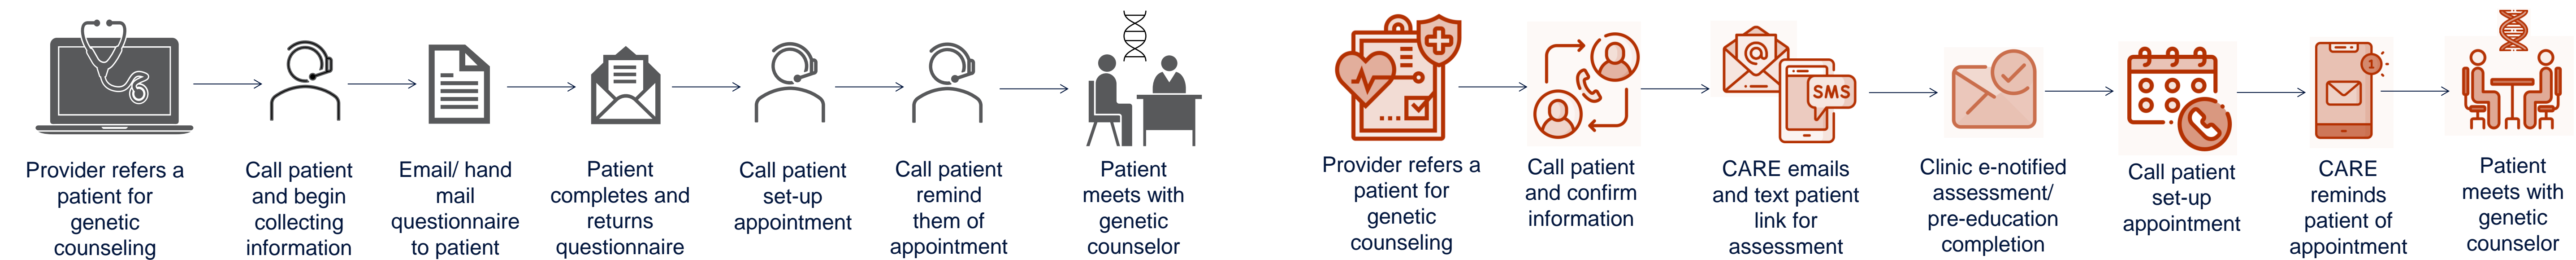 Provider refers a
patient for
genetic
counseling
Call patient
and begin
collecting
information
Email/ hand
mail
questionnaire
to patient
Patient
completes and
returns
questionnaire
Call patient
set-up
appointment
Call patient
remind
them of
appointment
Patient
meets with
genetic
counselor
Provider refers a
patient for
genetic
counseling
Call patient
and confirm
information
@
SMS
CARE emails
and text patient
link for
assessment
Clinic e-notified
assessment/
pre-education
completion
Call patient
set-up
appointment
1
CARE
reminds
patient of
appointment
Patient
meets with
genetic
counselor